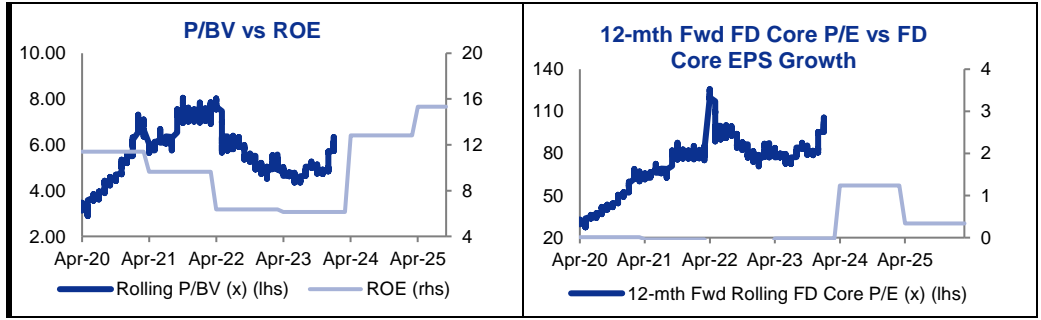 P/BV vs ROE
10.00
8.00
6.00
4.00
2.00
20
16
12
8
4
Apr-20 Apr-21 Apr-22 Apr-23 Apr-24 Apr-25
Rolling P/BV (x) (lhs) ROE (rhs)
12-mth Fwd FD Core P/E vs FD
Core EPS Growth
140
110
80
50
20
4
3
2
1
0
Apr-20 Apr-21 Apr-22 Apr-23 Apr-24 Apr-25
12-mth Fwd Rolling FD Core P/E (x) (lhs)